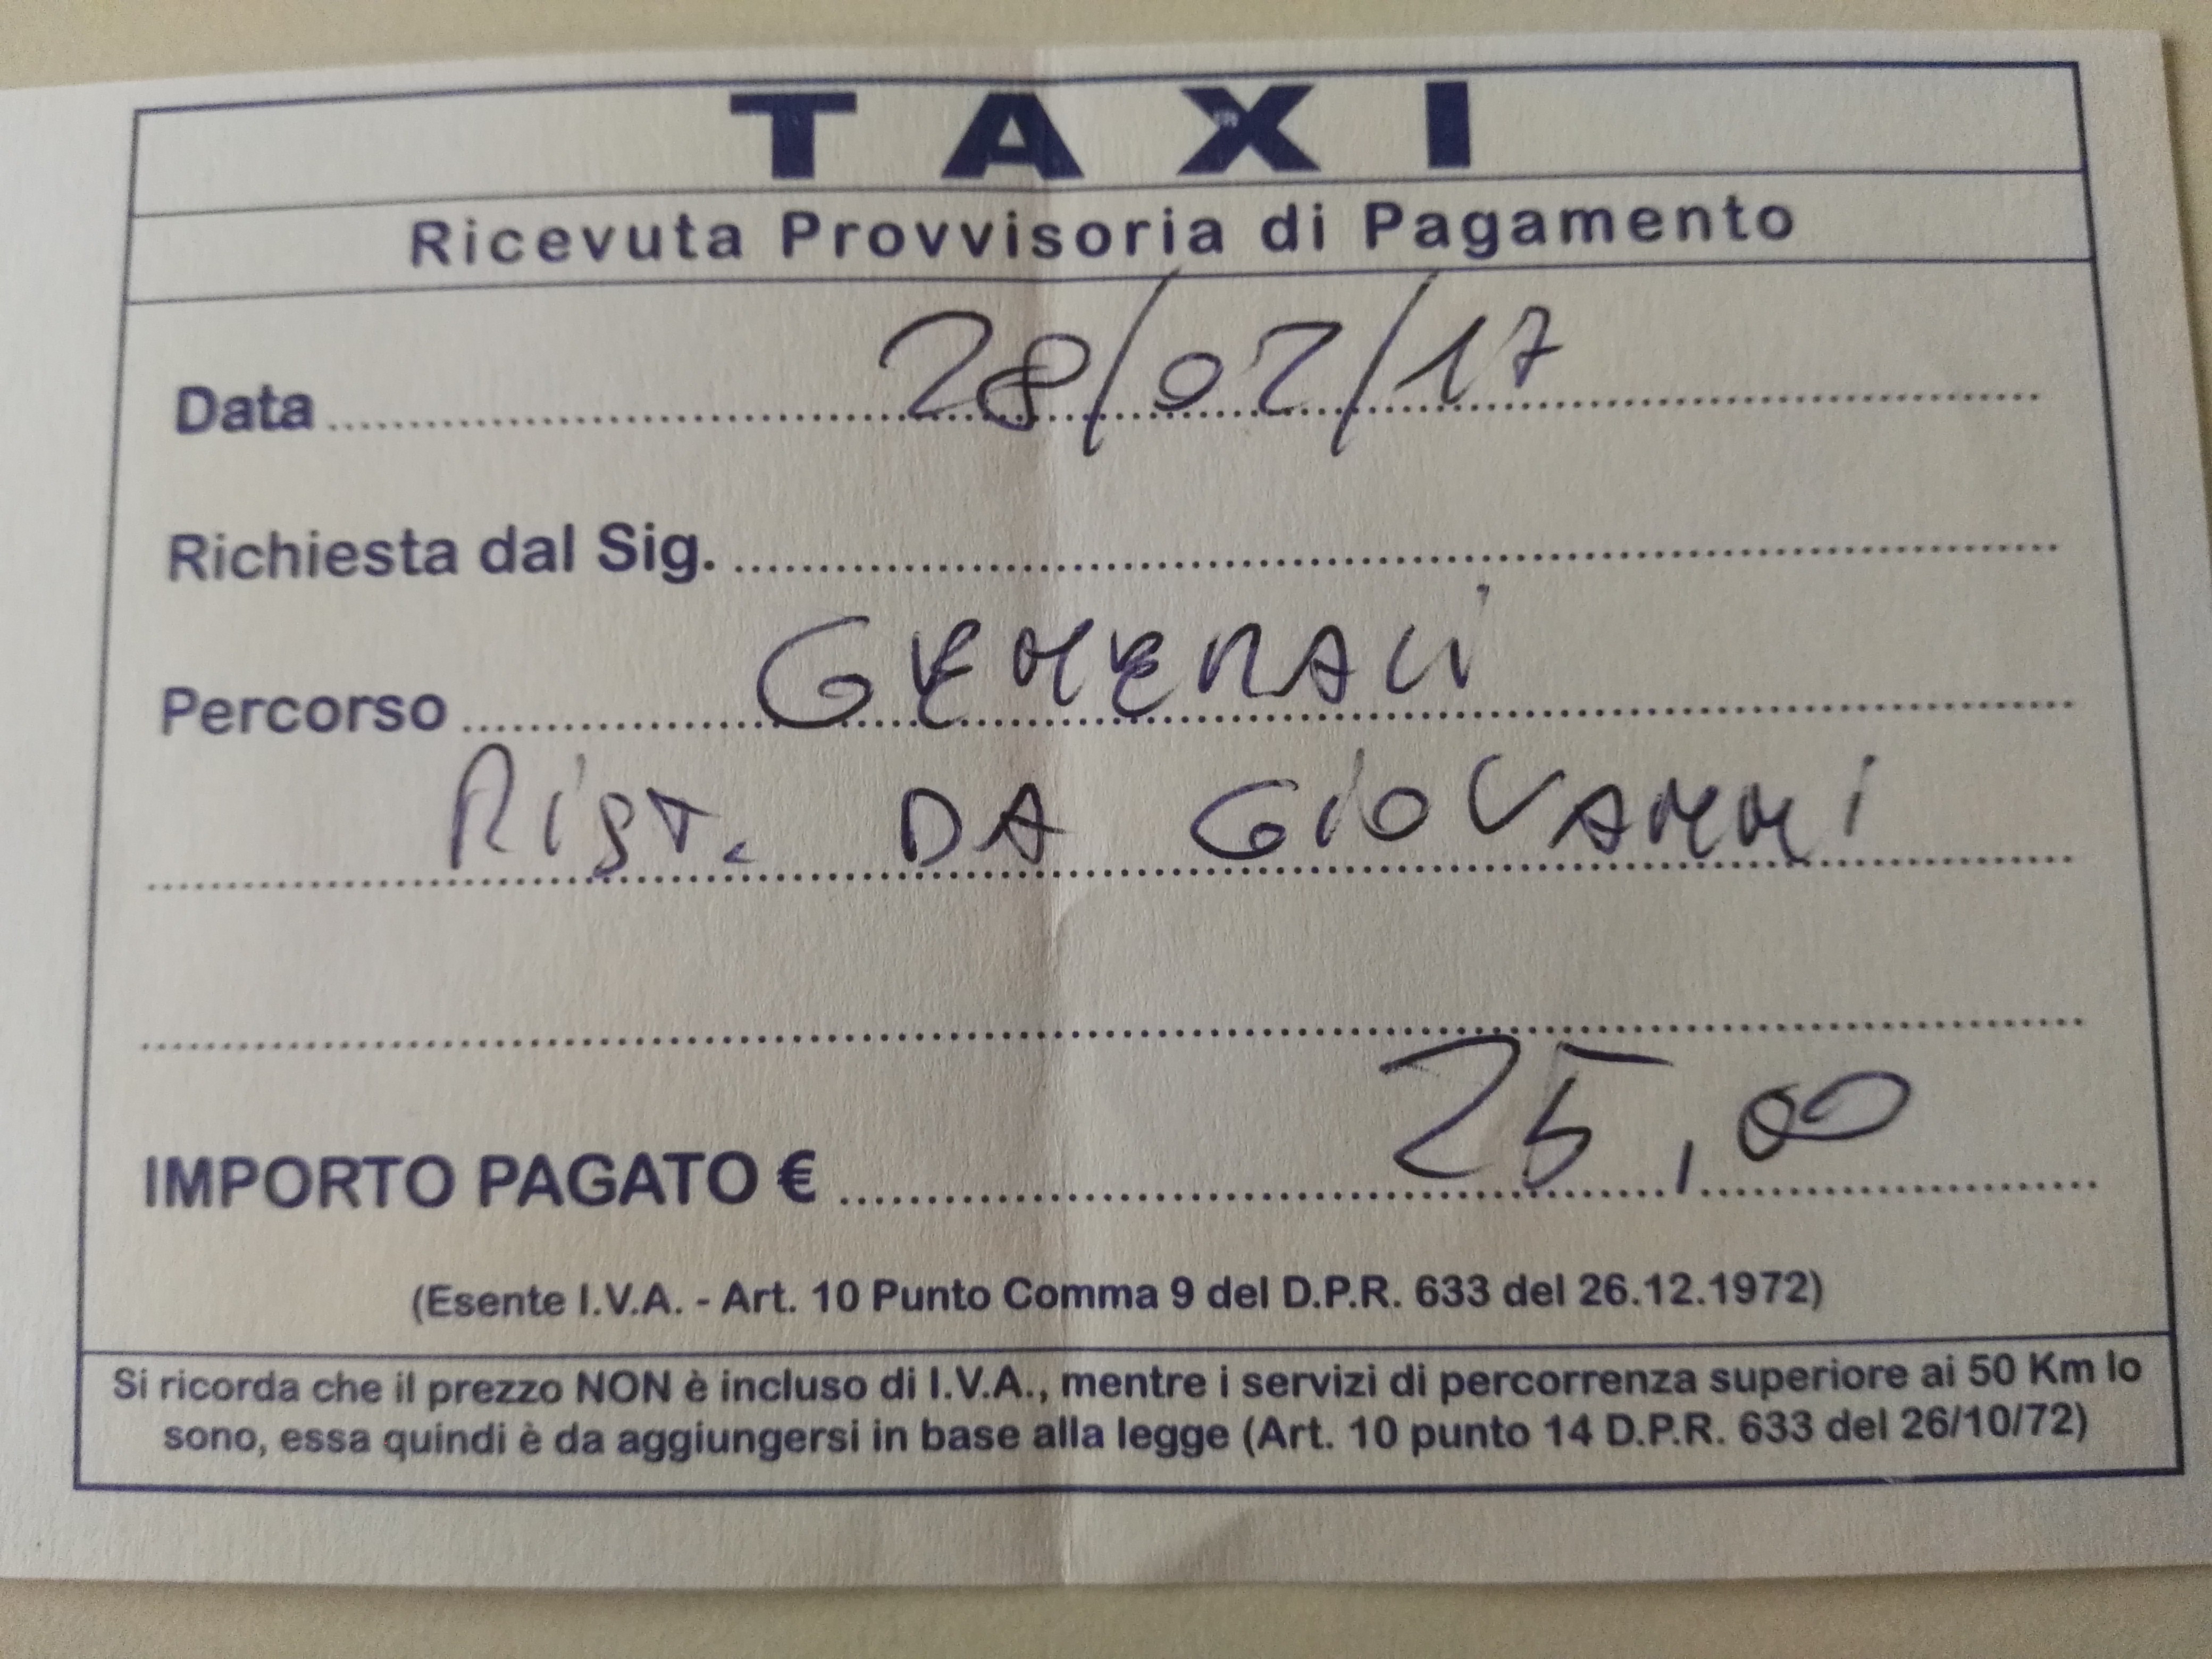 TAXI
Ricevuta Provvisoria di Pagamento
Data 28/02/17
Richiesta dal Sig.
Percorso GENERALI
RIST. DA GIOVANNI
IMPORTO PAGATO € 25,00
(Esente I.V.A. - Art. 10 Punto Comma 9 del D.P.R. 633 del 26.12.1972)
Si ricorda che il prezzo NON è incluso di I.V.A., mentre i servizi di percorrenza superiore ai 50 Km lo
sono, essa quindi è da aggiungersi in base alla legge (Art. 10 punto 14 D.P.R. 633 del 26/10/72)